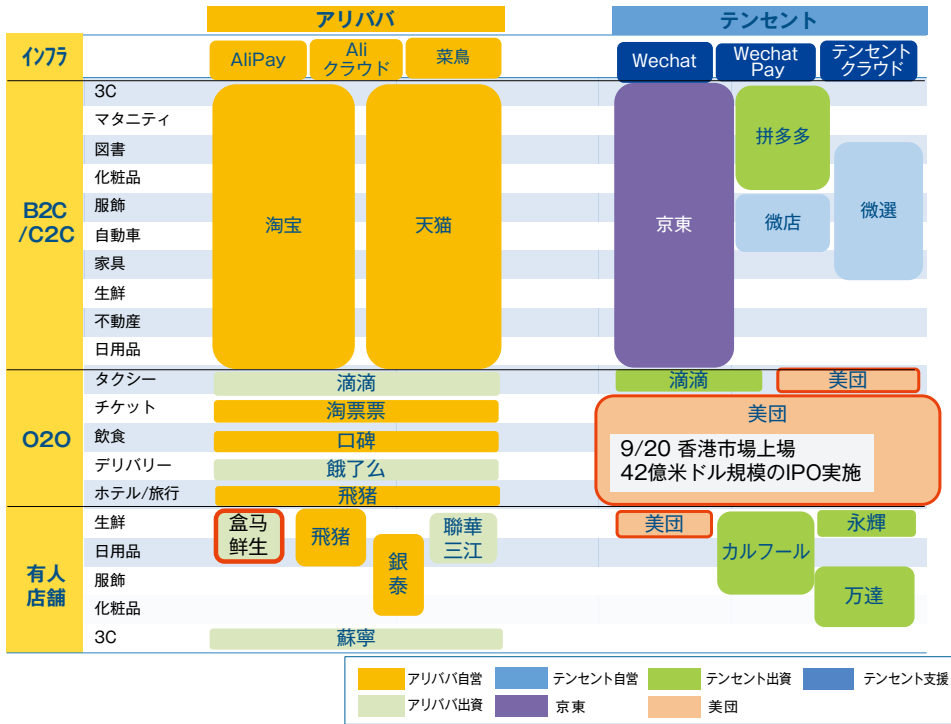 アリババ
テンセント
インフラ
AliPay
Ali
クラウド
菜鳥
Wechat
Wechat
Pay
テンセント
クラウド
B2C
/C2C
3C
マタニティ
図書
化粧品
服飾
自動車
家具
生鮮
不動産
日用品
淘宝
天猫
京東
拼多多
微店
微選
O2O
タクシー
チケット
飲食
デリバリー
ホテル/旅行
滴滴
淘票票
口碑
餓了么
飛猪
滴滴
美団
美団
9/20 香港市場上場
42億米ドル規模のIPO実施
有人
店舗
生鮮
日用品
服飾
化粧品
3C
盒马
鲜生
飛猪
銀
泰
聯華
三江
蘇寧
美団
カルフール
永輝
万達
アリババ自営
テンセント自営
テンセント出資
テンセント支援
アリババ出資
京東
美団